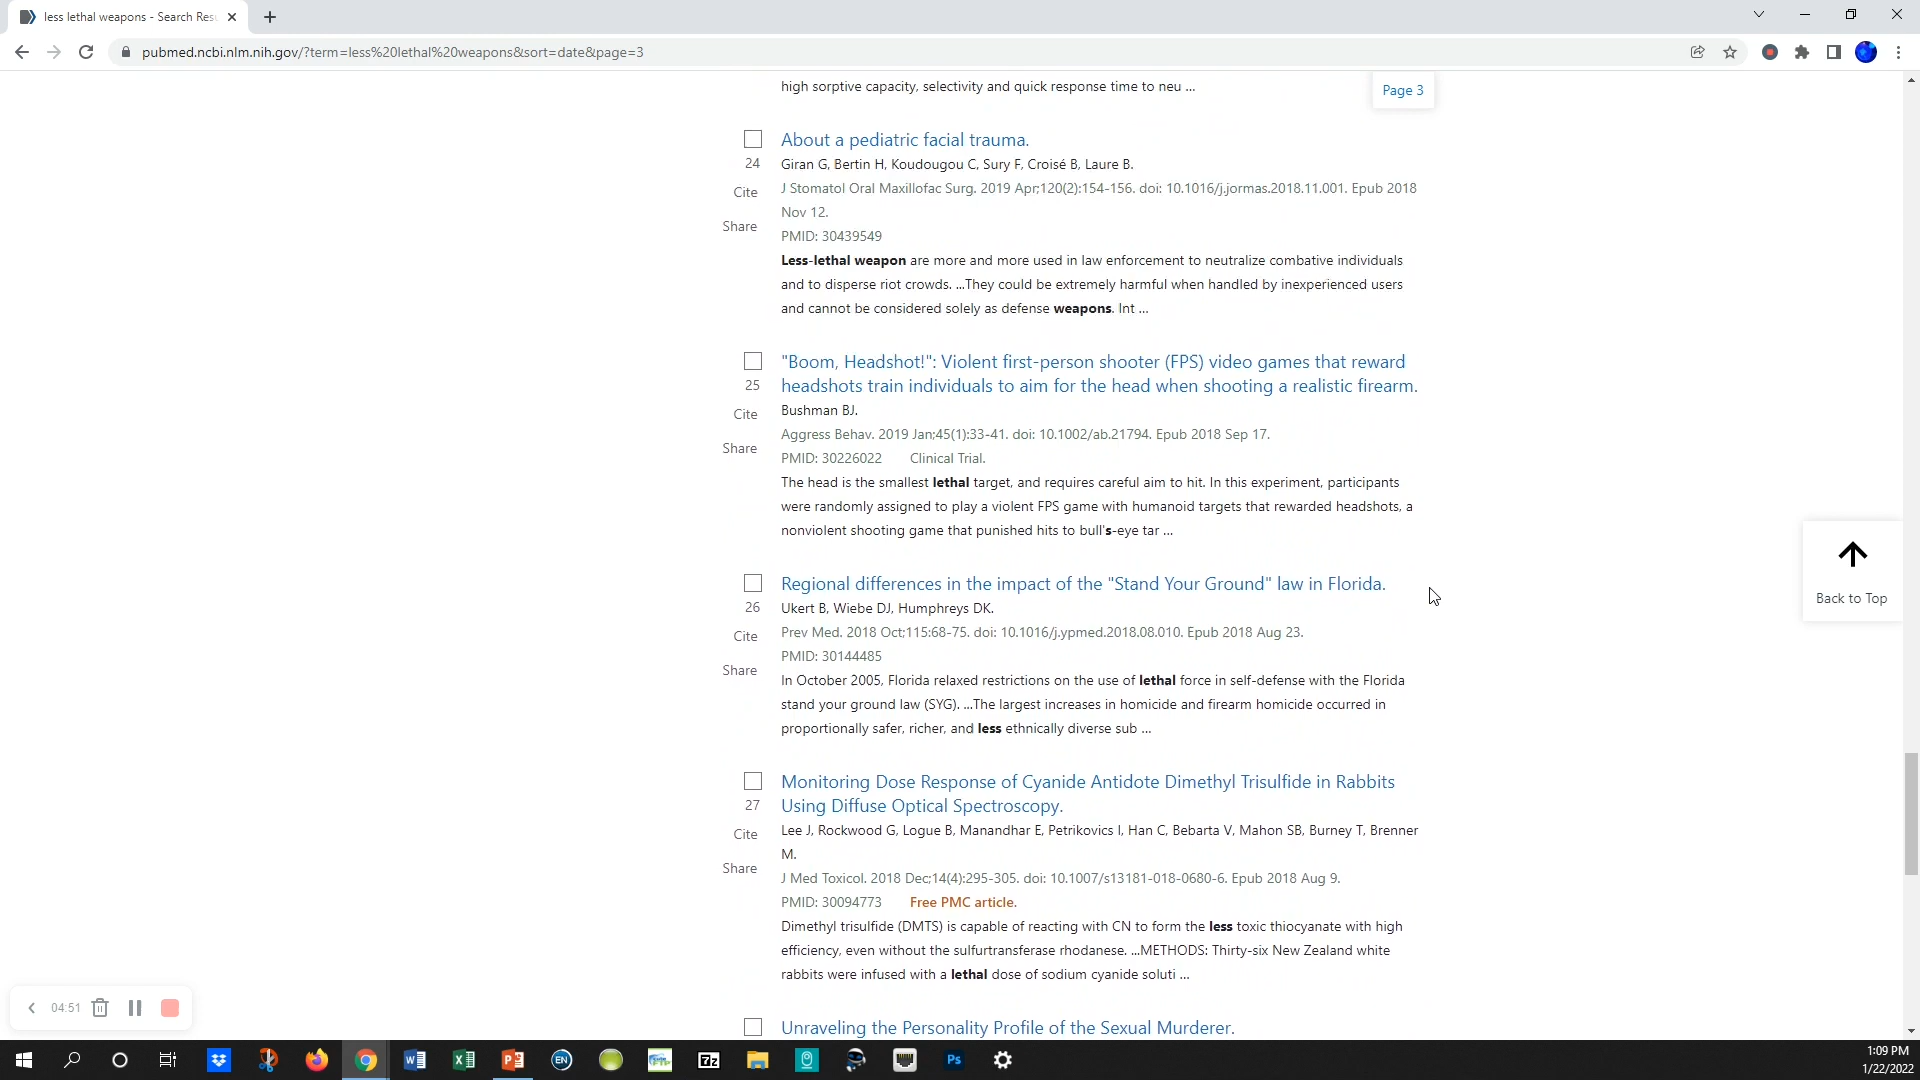 less lethal weapons - Search Resu
pubmed.ncbi.nlm.nih.gov/?term=less%20lethal%20weapons&sort=date&page=3
high sorptive capacity, selectivity and quick response time to neu ...
Page 3
About a pediatric facial trauma.
24
Giran G, Bertin H, Koudougou C, Sury F, Croisé B, Laure B.
Cite
J Stomatol Oral Maxillofac Surg. 2019 Apr;120(2):154-156. doi: 10.1016/j.jormas.2018.11.001. Epub 2018
Nov 12.
Share
PMID: 30439549
Less-lethal weapon are more and more used in law enforcement to neutralize combative individuals
and to disperse riot crowds. ...They could be extremely harmful when handled by inexperienced users
and cannot be considered solely as defense weapons. Int ...
"Boom, Headshot!": Violent first-person shooter (FPS) video games that reward
headshots train individuals to aim for the head when shooting a realistic firearm.
25
Bushman BJ.
Cite
Aggress Behav. 2019 Jan;45(1):33-41. doi: 10.1002/ab.21794. Epub 2018 Sep 17.
Share
PMID: 30226022 Clinical Trial.
The head is the smallest lethal target, and requires careful aim to hit. In this experiment, participants
were randomly assigned to play a violent FPS game with humanoid targets that rewarded headshots, a
nonviolent shooting game that punished hits to bull's-eye tar ...
Regional differences in the impact of the "Stand Your Ground" law in Florida.
26
Ukert B, Wiebe DJ, Humphreys DK.
Cite
Prev Med. 2018 Oct;115:68-75. doi: 10.1016/j.ypmed.2018.08.010. Epub 2018 Aug 23.
Share
PMID: 30144485
In October 2005, Florida relaxed restrictions on the use of lethal force in self-defense with the Florida
stand your ground law (SYG). ...The largest increases in homicide and firearm homicide occurred in
proportionally safer, richer, and less ethnically diverse sub ...
Back to Top
Monitoring Dose Response of Cyanide Antidote Dimethyl Trisulfide in Rabbits
Using Diffuse Optical Spectroscopy.
27
Lee J, Rockwood G, Logue B, Manandhar E, Petrikovics I, Han C, Bebarta V, Mahon SB, Burney T, Brenner
M.
Cite
Share
J Med Toxicol. 2018 Dec;14(4):295-305. doi: 10.1007/s13181-018-0680-6. Epub 2018 Aug 9.
PMID: 30094773 Free PMC article.
Dimethyl trisulfide (DMTS) is capable of reacting with CN to form the less toxic thiocyanate with high
efficiency, even without the sulfurtransferase rhodanese. ...METHODS: Thirty-six New Zealand white
rabbits were infused with a lethal dose of sodium cyanide soluti ...
Unraveling the Personality Profile of the Sexual Murderer.
04:51
EN
7z
Ps
1:09 PM
1/22/2022